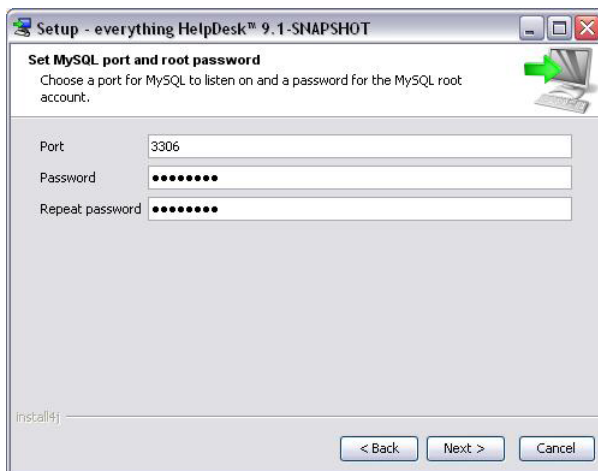 Setup - everything HelpDesk™ 9.1-SNAPSHOT
Set MySQL port and root password
Choose a port for MySQL to listen on and a password for the MySQL root
account.
Port 3306
Password ●●●●●●●●
Repeat password ●●●●●●●●
install4j
< Back Next > Cancel